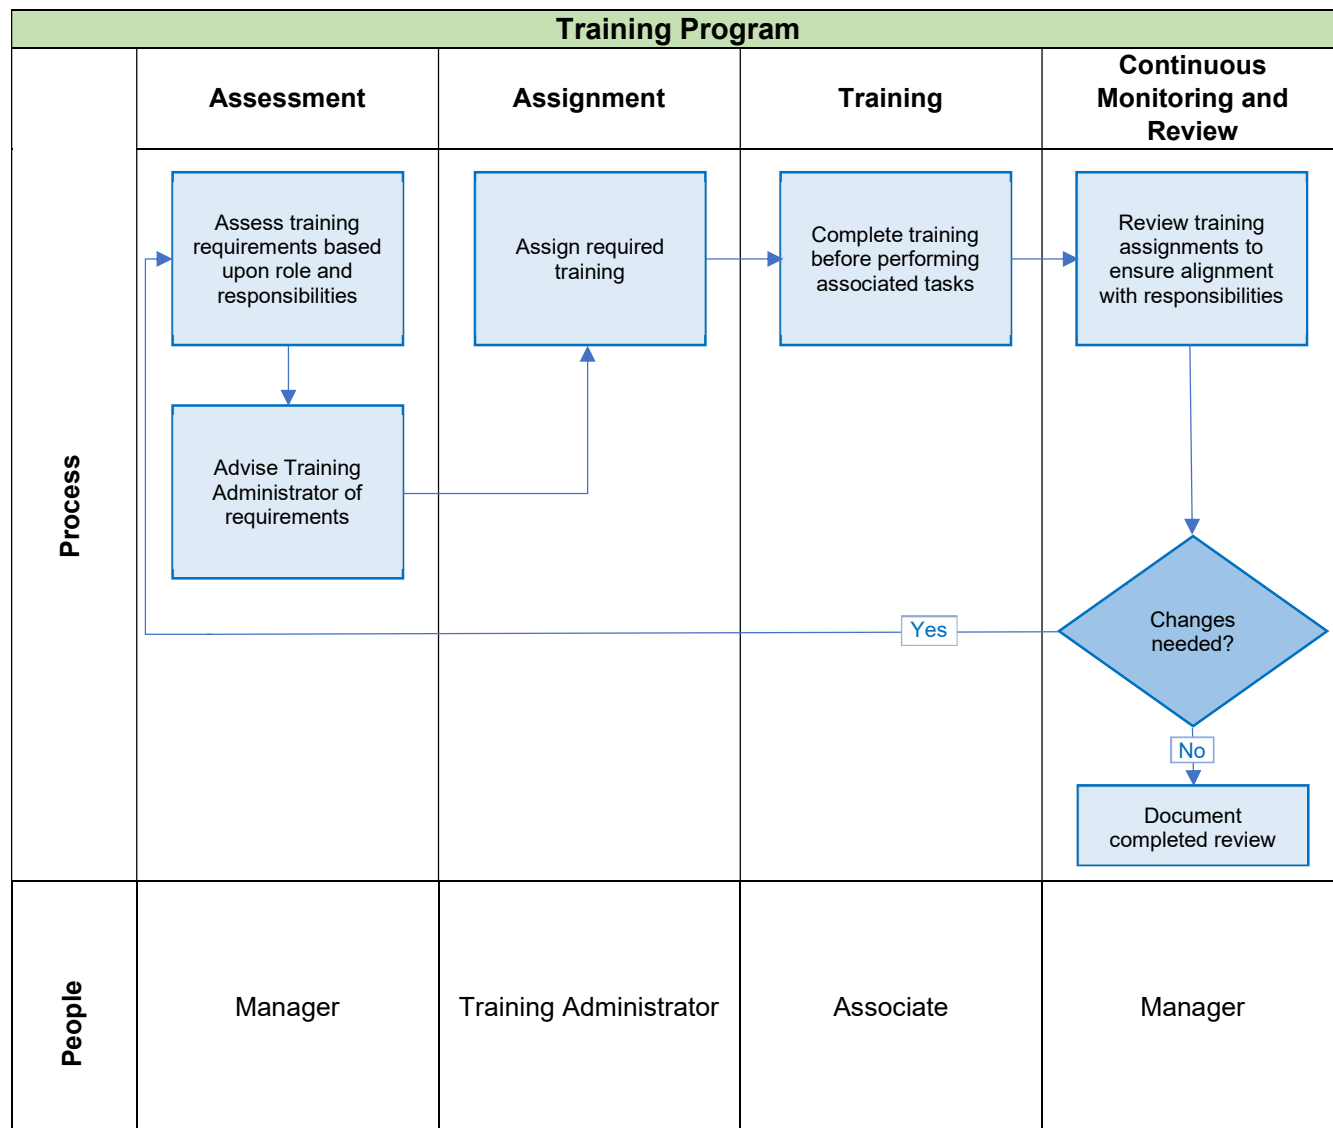 Training Program
Assessment
Assignment
Training
Continuous
Monitoring and
Review
Process
Assess training
requirements based
upon role and
responsibilities
Assign required
training
Complete training
before performing
associated tasks
Review training
assignments to
ensure alignment
with responsibilities
Advise Training
Administrator of
requirements
Yes
Changes
needed?
No
Document
completed review
People
Manager
Training Administrator
Associate
Manager